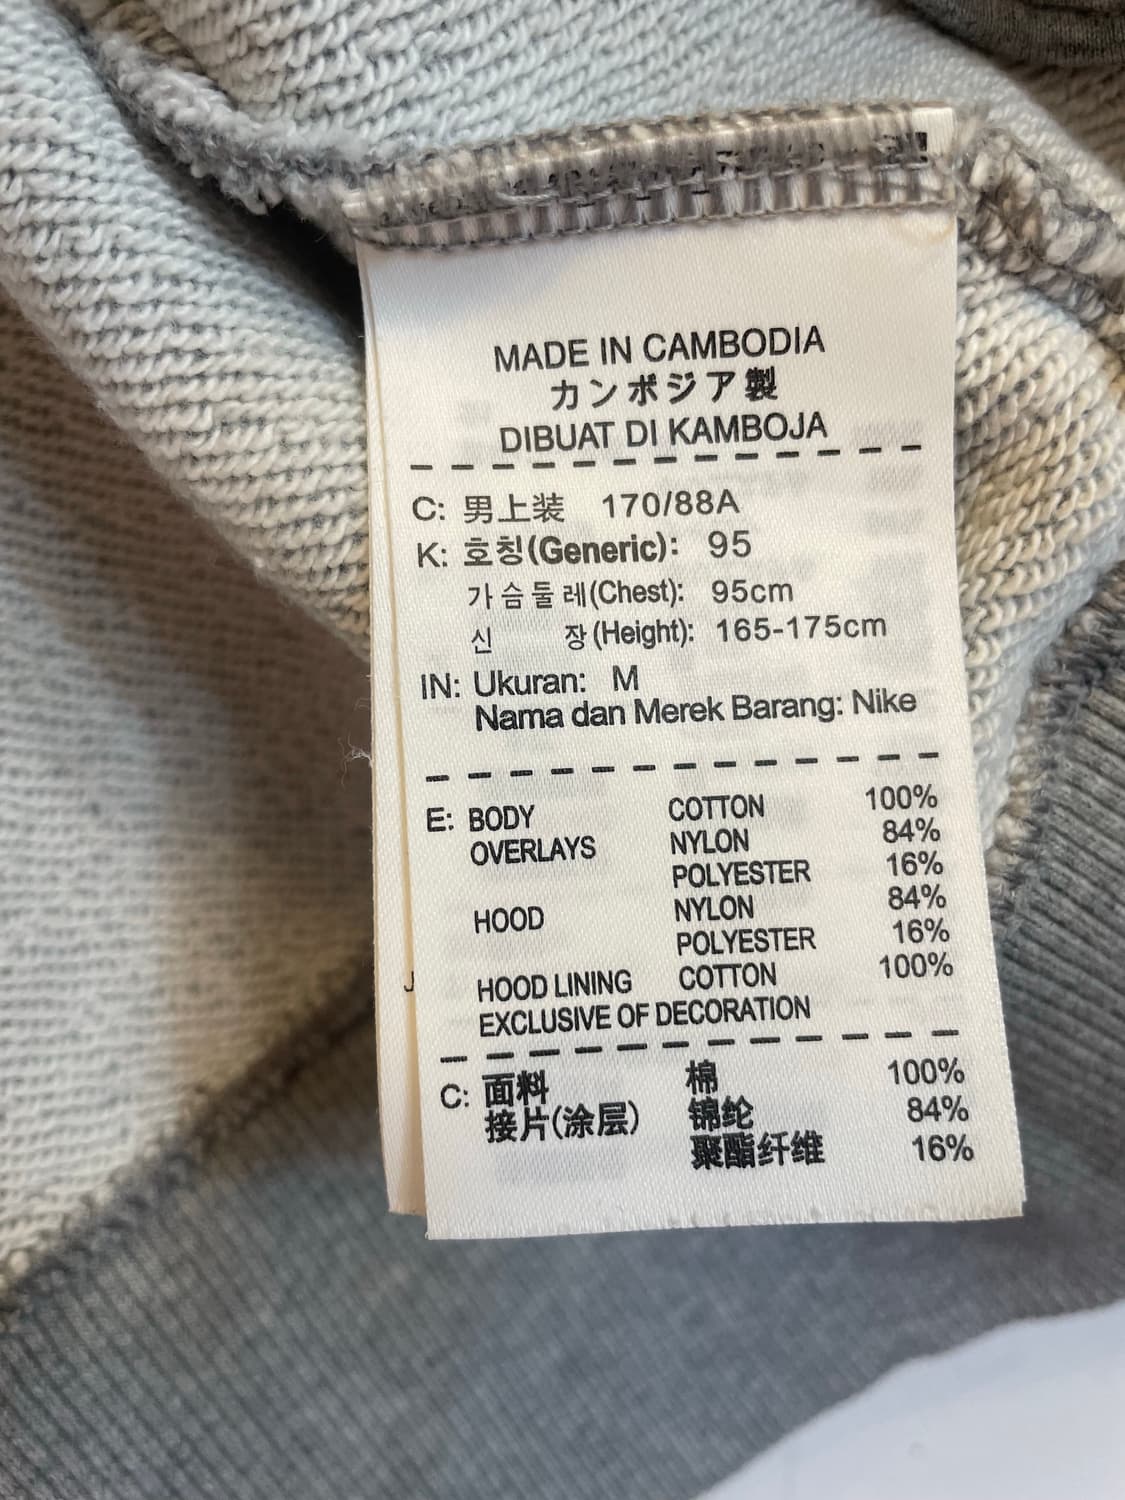 MADE IN CAMBODIA
カンボジア製
DIBUAT DI KAMBOJA
C: 男上装 170/88A
K: 호칭(Generic): 95
가슴둘레(Chest): 95cm
신 장(Height): 165-175cm
IN: Ukuran: M
Nama dan Merek Barang: Nike
E: BODY COTTON 100%
OVERLAYS NYLON 84%
POLYESTER 16%
HOOD NYLON 84%
POLYESTER 16%
HOOD LINING COTTON 100%
EXCLUSIVE OF DECORATION
C: 面料 棉 100%
接片(涂层) 锦纶 84%
聚酯纤维 16%
J